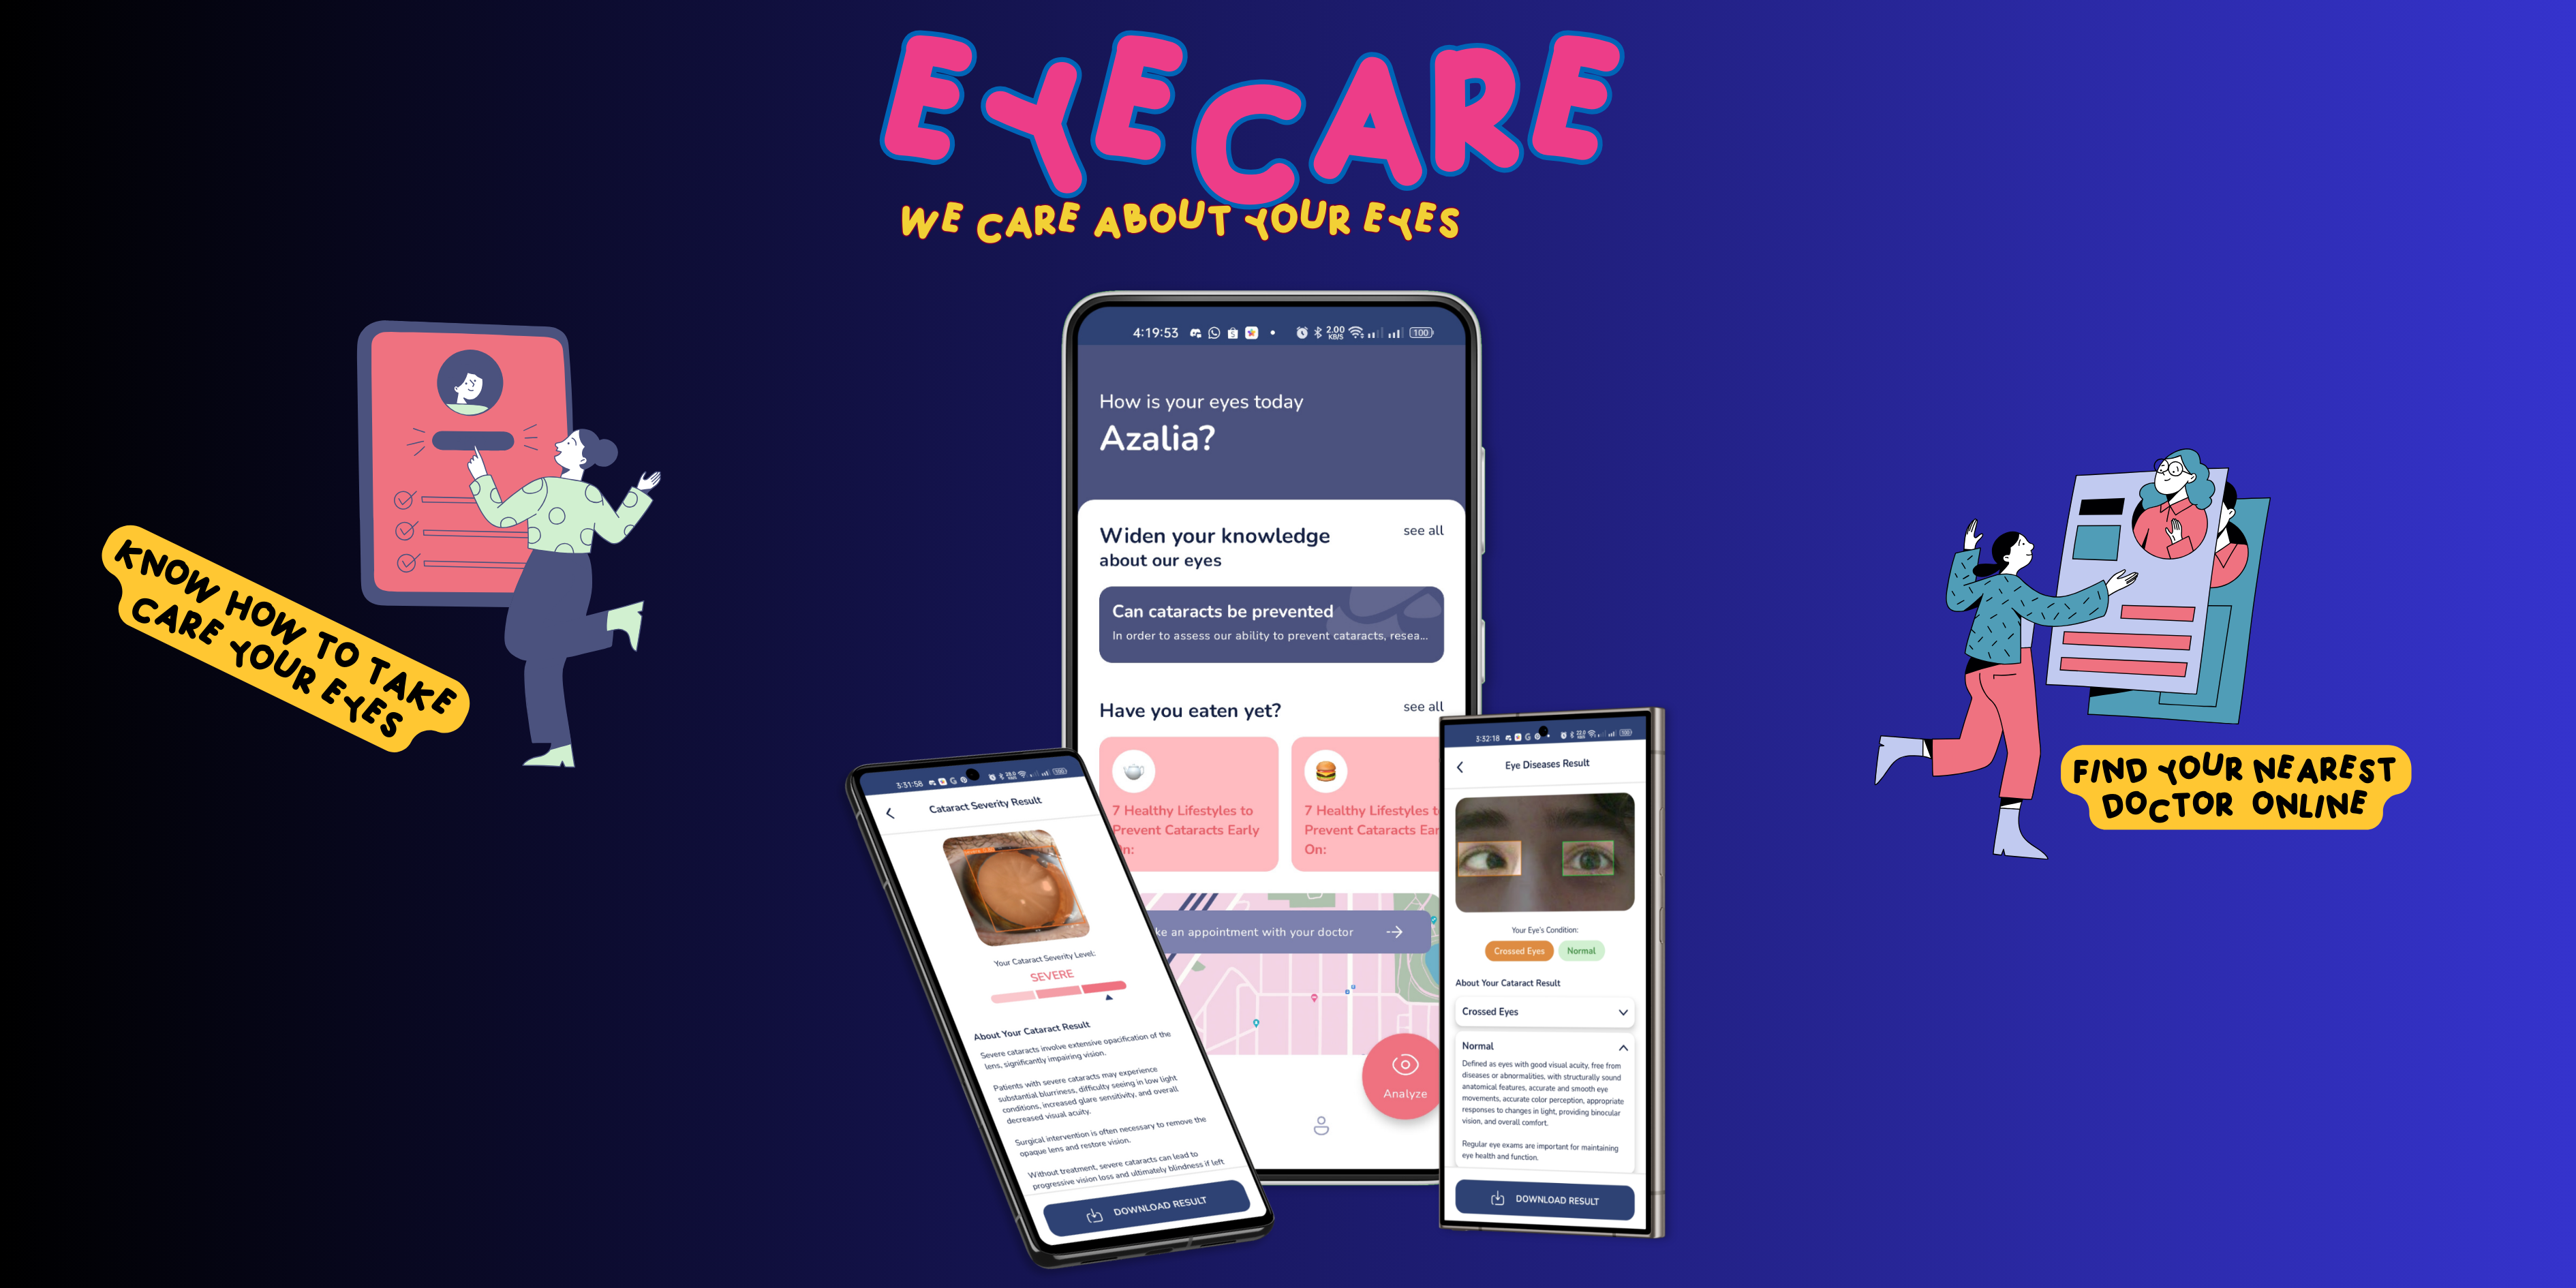 EYECARE
WE CARE ABOUT YOUR EYES
KNOW HOW TO TAKE
CARE YOUR EYES
4:19:53
2.00
KB/S
100
How is your eyes today
Azalia?
Widen your knowledge
see all
about our eyes
Can cataracts be prevented
In order to assess our ability to prevent cataracts, resea...
Have you eaten yet?
see all
7 Healthy Lifestyles to
Prevent Cataracts Early
On:
7 Healthy Lifestyles to
Prevent Cataracts Ear
On:
ke an appointment with your doctor
Analyze
3:31:58
Cataract Severity Result
Your Cataract Severity Level:
SEVERE
About Your Cataract Result
Severe cataracts involve extensive opacification of the
lens, significantly impairing vision.
Patients with severe cataracts may experience
substantial blurriness, difficulty seeing in low light
conditions, increased glare sensitivity, and overall
decreased visual acuity.
Surgical intervention is often necessary to remove the
opaque lens and restore vision.
Without treatment, severe cataracts can lead to
progressive vision loss and ultimately blindness if left
DOWNLOAD RESULT
3:32:18
Eye Diseases Result
Your Eye's Condition:
Crossed Eyes
Normal
About Your Cataract Result
Crossed Eyes
Normal
Defined as eyes with good visual acuity, free from
diseases or abnormalities, with structurally sound
anatomical features, accurate and smooth eye
movements, accurate color perception, appropriate
responses to changes in light, providing binocular
vision, and overall comfort.
Regular eye exams are important for maintaining
eye health and function.
DOWNLOAD RESULT
FIND YOUR NEAREST
DOCTOR ONLINE